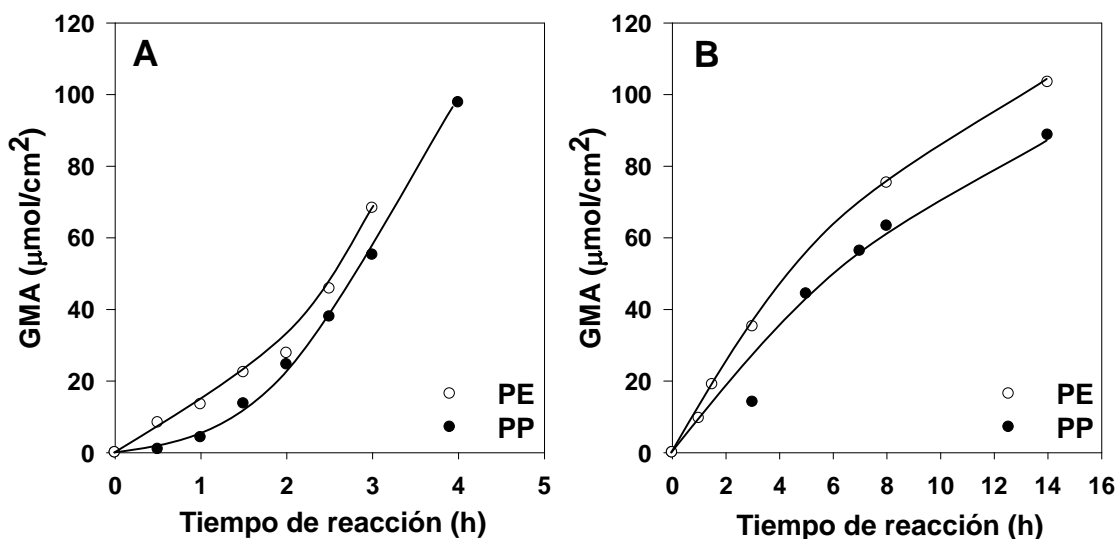 A
GMA (μmol/cm²)
120
100
80
60
40
20
0
PE
PP
0 1 2 3 4 5
Tiempo de reacción (h)
B
GMA (μmol/cm²)
120
100
80
60
40
20
0
PE
PP
0 2 4 6 8 10 12 14 16
Tiempo de reacción (h)